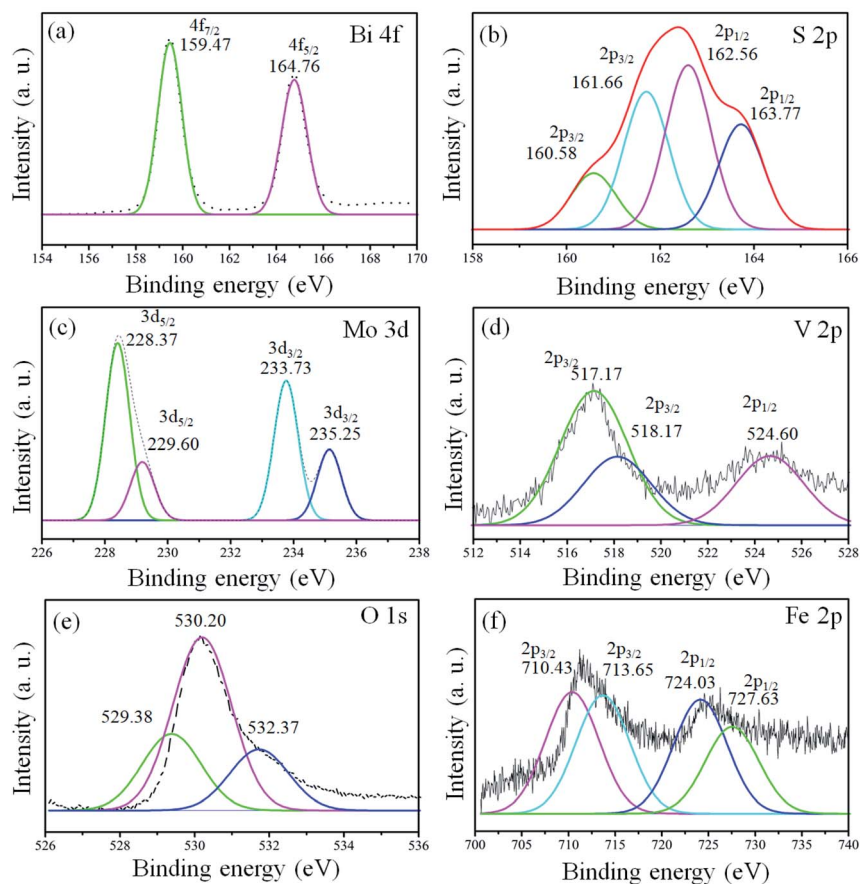 (a)
Bi 4f
4f7/2
159.47
4f5/2
164.76
Intensity (a. u.)
154 156 158 160 162 164 166 168 170
Binding energy (eV)
(b)
S 2p
2p3/2
160.58
2p3/2
161.66
2p1/2
162.56
2p1/2
163.77
Intensity (a. u.)
158 160 162 164 166
Binding energy (eV)
(c)
Mo 3d
3d5/2
228.37
3d5/2
229.60
3d3/2
233.73
3d3/2
235.25
Intensity (a. u.)
226 228 230 232 234 236 238
Binding energy (eV)
(d)
V 2p
2p3/2
517.17
2p3/2
518.17
2p1/2
524.60
Intensity (a. u.)
512 514 516 518 520 522 524 526 528
Binding energy (eV)
(e)
O 1s
529.38
530.20
532.37
Intensity (a. u.)
526 528 530 532 534 536
Binding energy (eV)
(f)
Fe 2p
2p3/2
710.43
2p3/2
713.65
2p1/2
724.03
2p1/2
727.63
Intensity (a. u.)
700 705 710 715 720 725 730 735 740
Binding energy (eV)